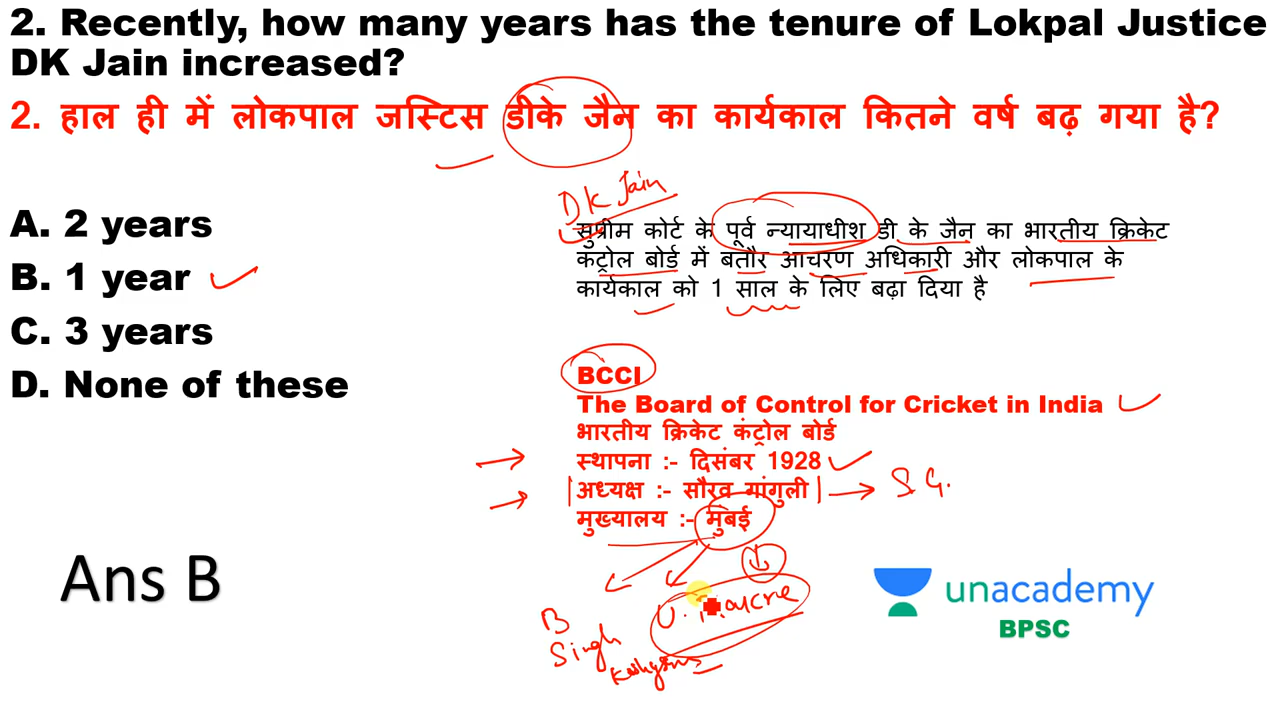 2. Recently, how many years has the tenure of Lokpal Justice
DK Jain increased?
2. हाल ही में लोकपाल जस्टिस डीके जैन का कार्यकाल कितने वर्ष बढ़ गया है?
A. 2 years
B. 1 year
C. 3 years
D. None of these
Ans B
DK Jain
सुप्रीम कोर्ट के पूर्व न्यायाधीश डी के जैन का भारतीय क्रिकेट
कंट्रोल बोर्ड में बतौर आचरण अधिकारी और लोकपाल के
कार्यकाल को 1 साल के लिए बढ़ा दिया है
BCCI
The Board of Control for Cricket in India
भारतीय क्रिकेट कंट्रोल बोर्ड
स्थापना :- दिसंबर 1928
अध्यक्ष :- सौरव गांगुली
S.G.
मुख्यालय :- मुंबई
B
Singh
unacademy
BPSC